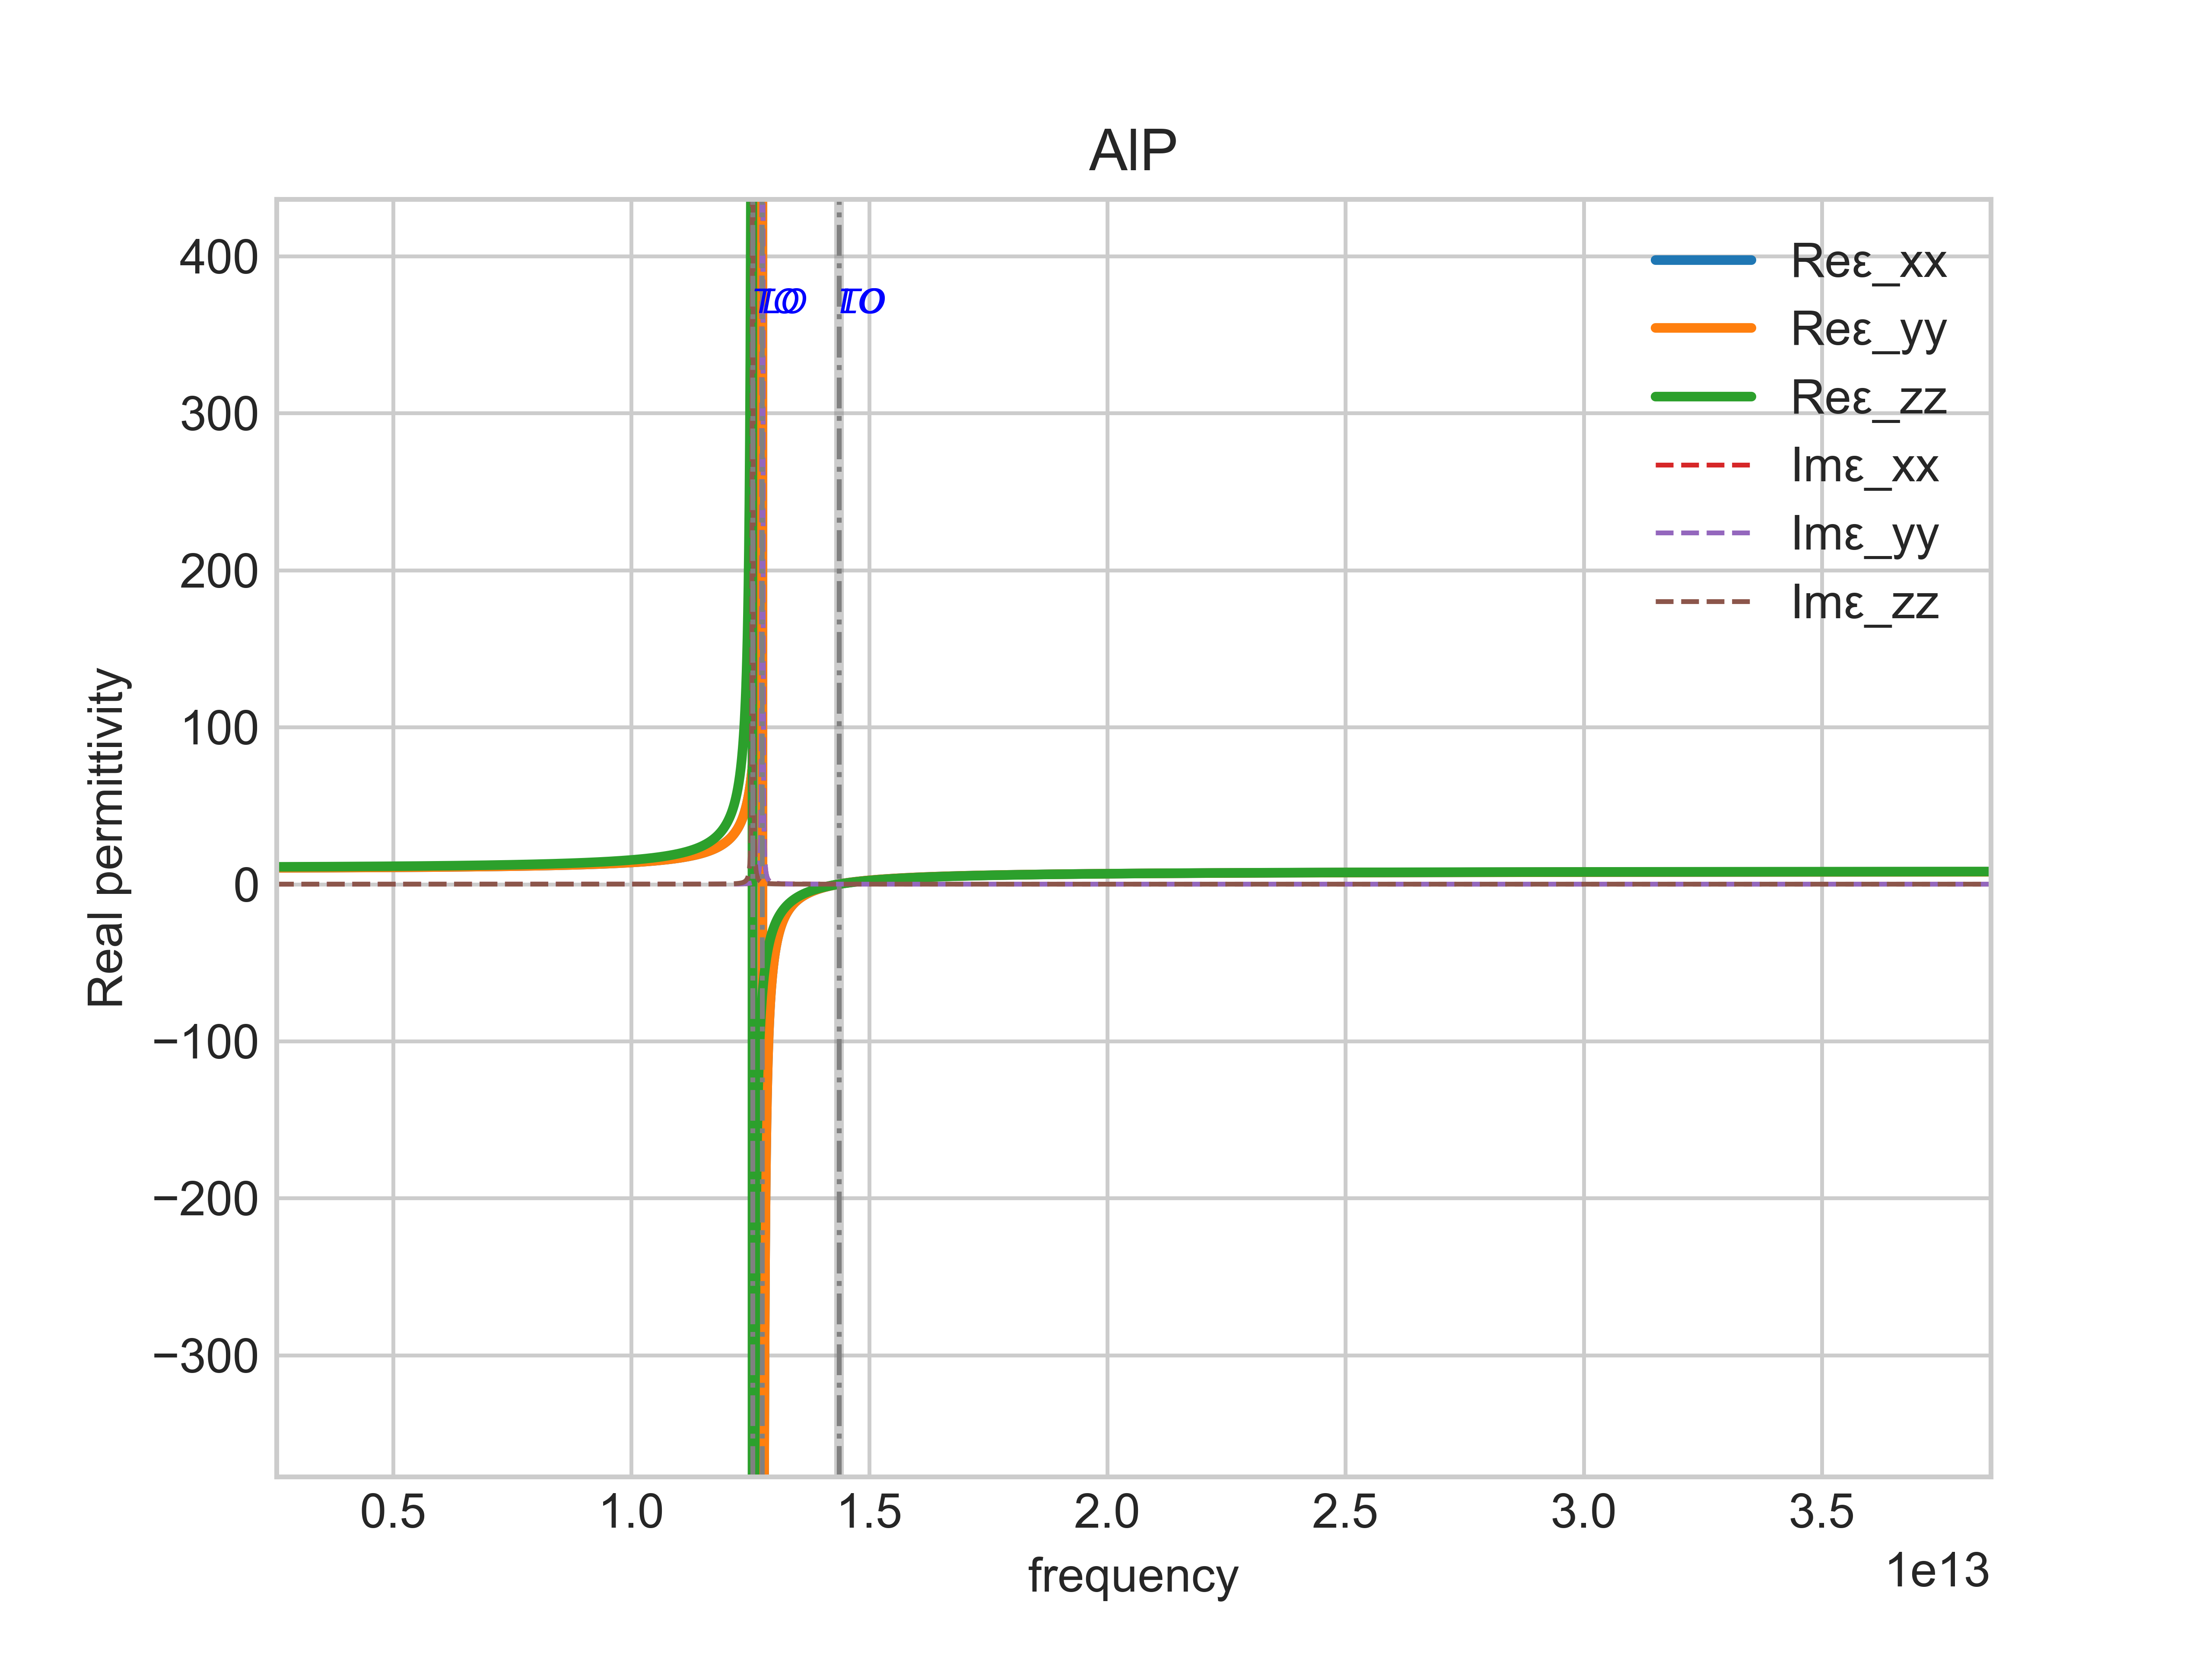 AlP
400
300
200
100
0
−100
−200
−300
Real permittivity
Reε_xx
Reε_yy
Reε_zz
Imε_xx
Imε_yy
Imε_zz
0.5 1.0 1.5 2.0 2.5 3.0 3.5
frequency
1e13